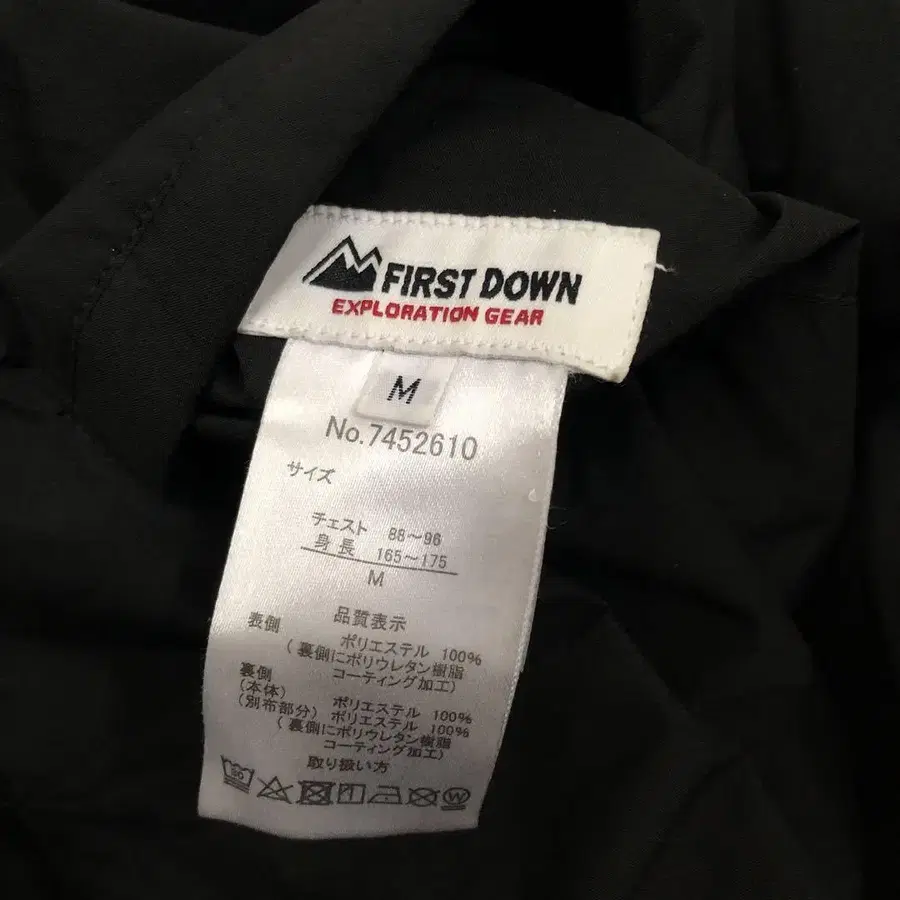 FIRST DOWN
EXPLORATION GEAR
M
No.7452610
サイズ
チェスト 88～96
身長 165～175
M
品質表示
表側 ポリエステル 100%
(裏側にポリウレタン樹脂
コーティング加工)
裏側
(本体) ポリエステル 100%
(別布部分) ポリエステル 100%
(裏側にポリウレタン樹脂
コーティング加工)
取り扱い方
W